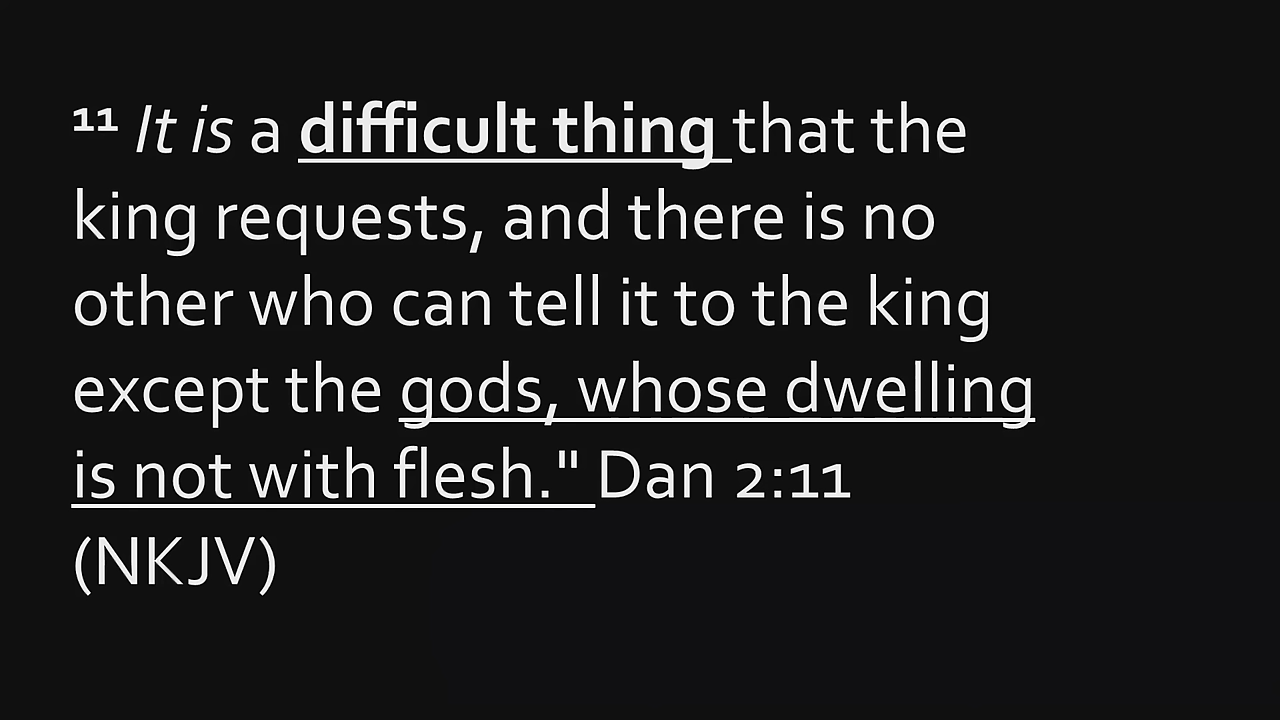 11 It is a difficult thing that the
king requests, and there is no
other who can tell it to the king
except the gods, whose dwelling
is not with flesh." Dan 2:11
(NKJV)